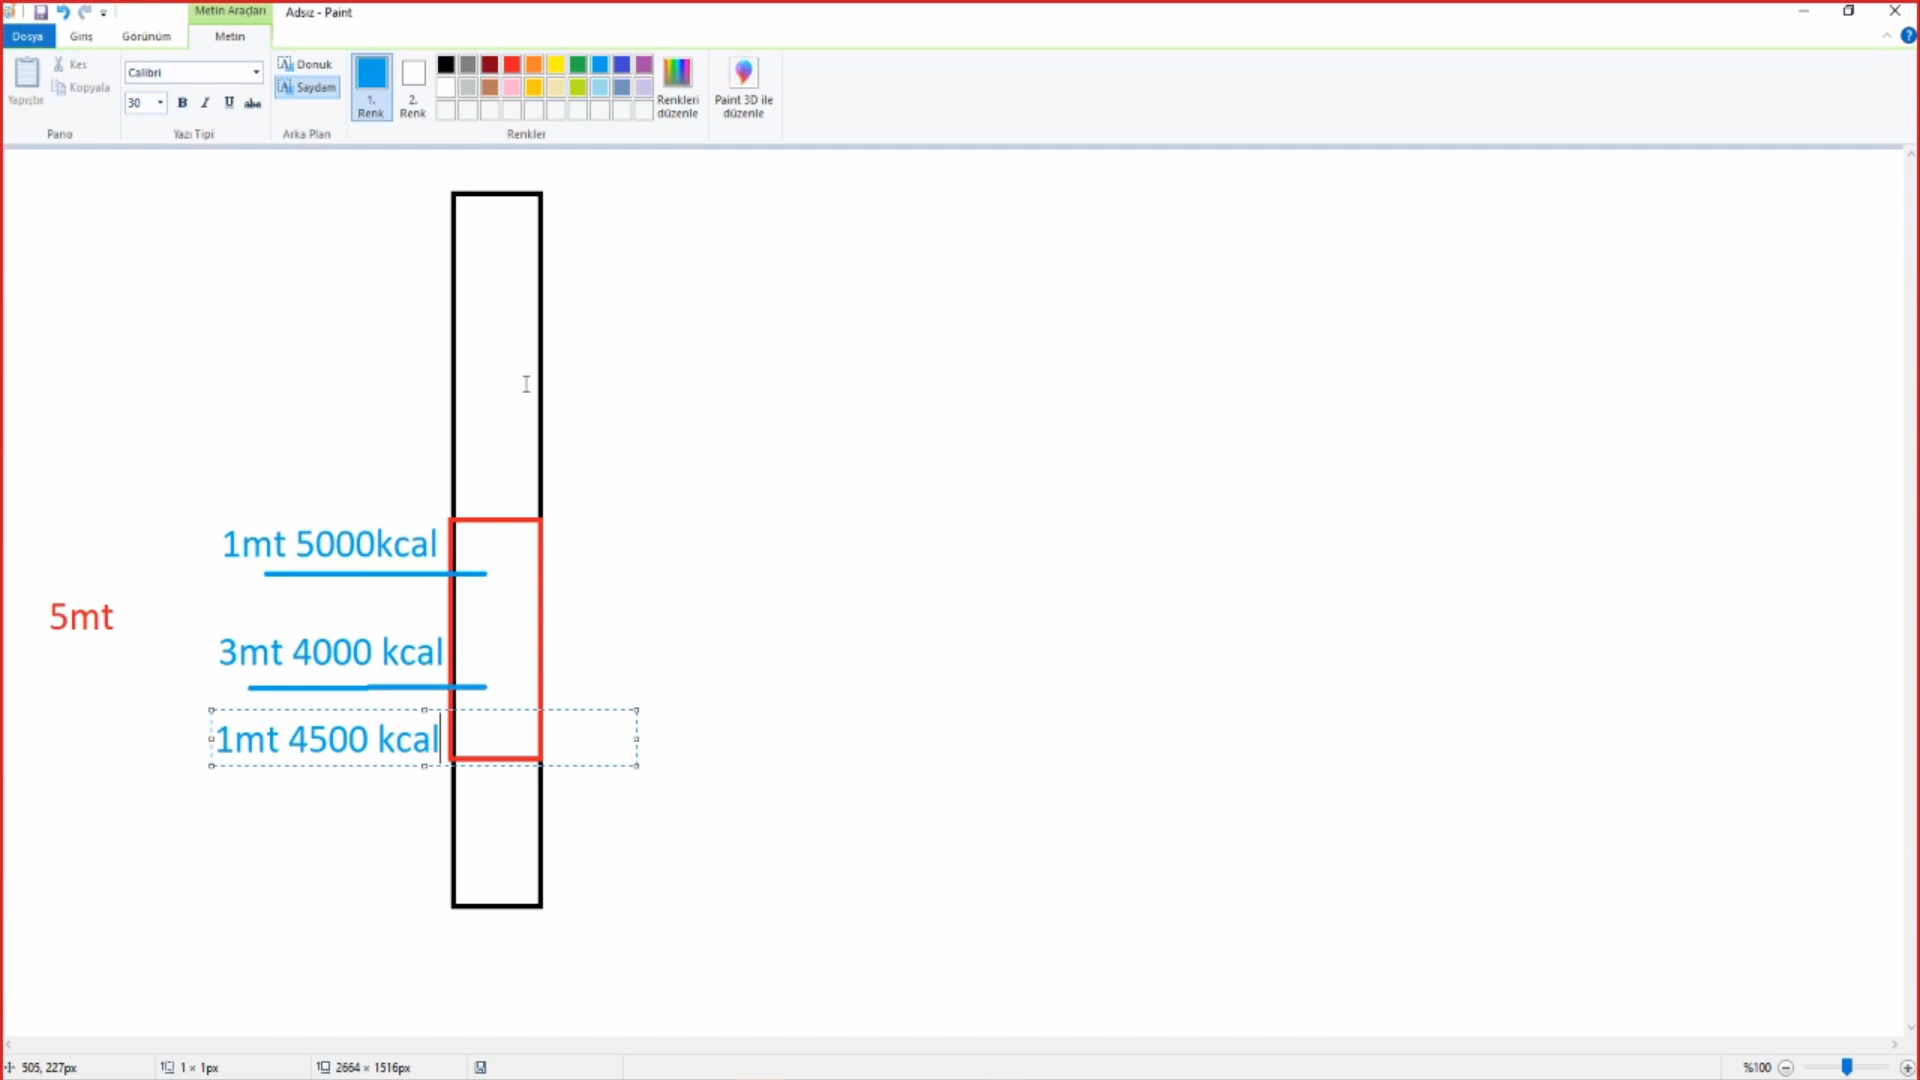 Metin Araçları
Adsız - Paint
Dosya
Giriş
Görünüm
Metin
Yapıştır
Kes
Kopyala
Pano
Calibri
30
B I U abc
Yazı Tipi
Donuk
Saydam
Arka Plan
1.
Renk
2.
Renk
Renkler
Renkleri
düzenle
Paint 3D ile
düzenle
1mt 5000kcal
5mt
3mt 4000 kcal
1mt 4500 kcal
505, 227px
1 × 1px
2664 × 1516px
%100